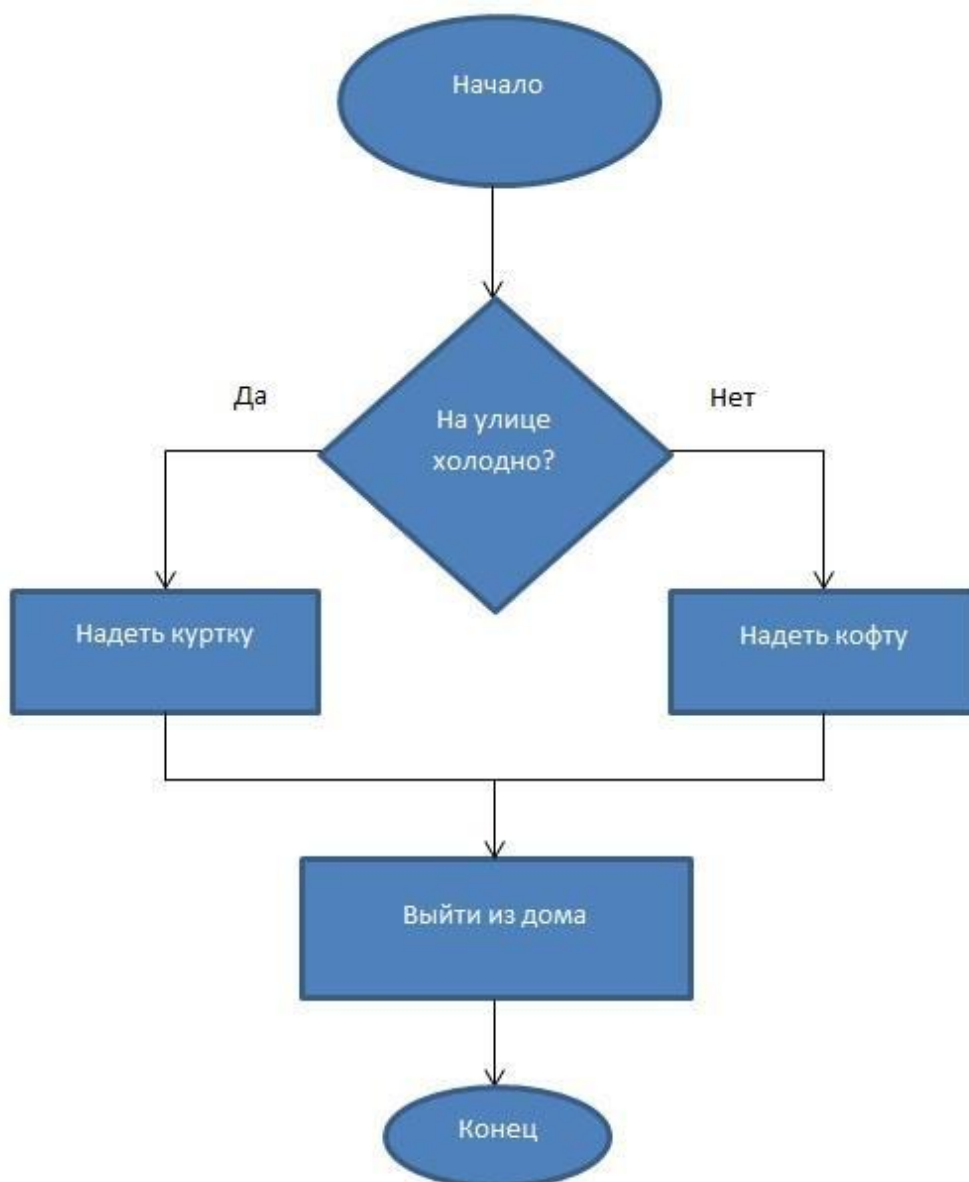 Начало
Да
Нет
На улице
холодно?
Надеть куртку
Надеть кофту
Выйти из дома
Конец